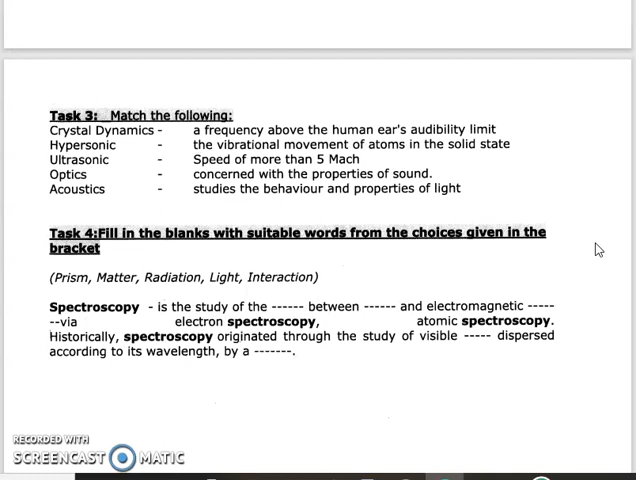 Task 3: Match the following:
Crystal Dynamics - a frequency above the human ear's audibility limit
Hypersonic - the vibrational movement of atoms in the solid state
Ultrasonic - Speed of more than 5 Mach
Optics - concerned with the properties of sound.
Acoustics - studies the behaviour and properties of light
Task 4:Fill in the blanks with suitable words from the choices given in the
bracket
(Prism, Matter, Radiation, Light, Interaction)
Spectroscopy - is the study of the ------ between ------ and electromagnetic -----
--via electron spectroscopy, atomic spectroscopy.
Historically, spectroscopy originated through the study of visible ----- dispersed
according to its wavelength, by a -------.
RECORDED WITH
SCREENCAST MATIC